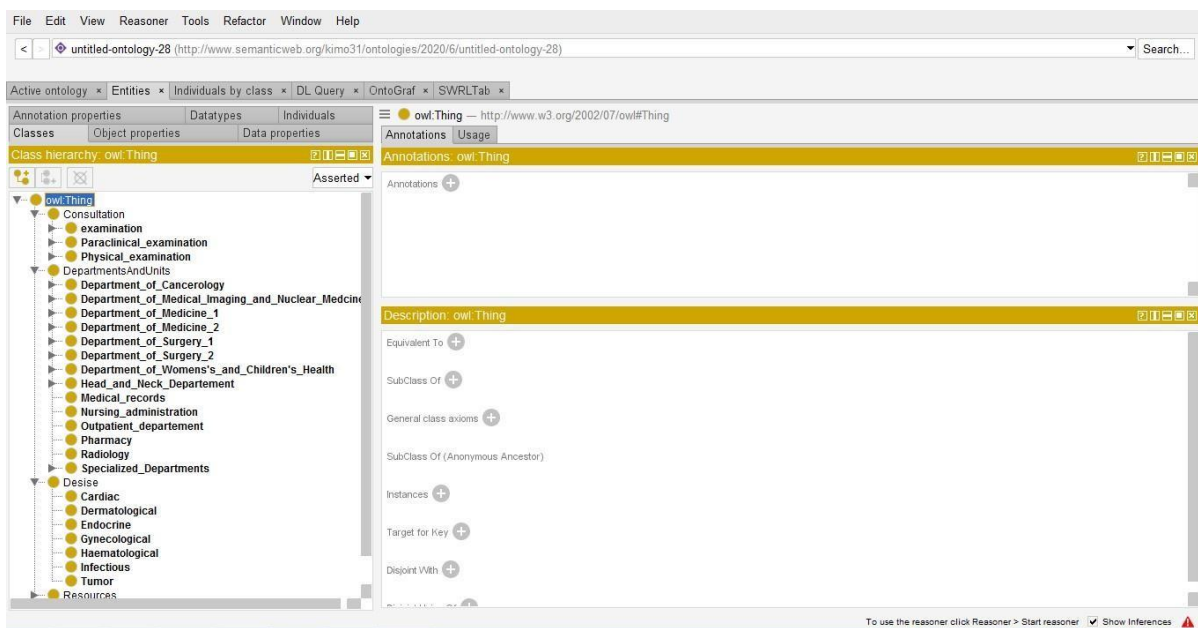 File Edit View Reasoner Tools Refactor Window Help
< > untitled-ontology-28 (http://www.semanticweb.org/kimo31/ontologies/2020/6/untitled-ontology-28) Search...
Active ontology × Entities × Individuals by class × DL Query × OntoGraf × SWRLTab ×
Annotation properties Datatypes Individuals
Classes Object properties Data properties
Class hierarchy: owl:Thing
Asserted
owl:Thing
Consultation
examination
Paraclinical_examination
Physical_examination
DepartmentsAndUnits
Department_of_Cancerology
Department_of_Medical_Imaging_and_Nuclear_Medcine
Department_of_Medicine_1
Department_of_Medicine_2
Department_of_Surgery_1
Department_of_Surgery_2
Department_of_Womens's_and_Children's_Health
Head_and_Neck_Departement
Medical_records
Nursing_administration
Outpatient_departement
Pharmacy
Radiology
Specialized_Departments
Desise
Cardiac
Dermatological
Endocrine
Gynecological
Haematological
Infectious
Tumor
Resources
owl:Thing — http://www.w3.org/2002/07/owl#Thing
Annotations Usage
Annotations: owl:Thing
Annotations
Description: owl:Thing
Equivalent To
SubClass Of
General class axioms
SubClass Of (Anonymous Ancestor)
Instances
Target for Key
Disjoint With
To use the reasoner click Reasoner > Start reasoner Show Inferences